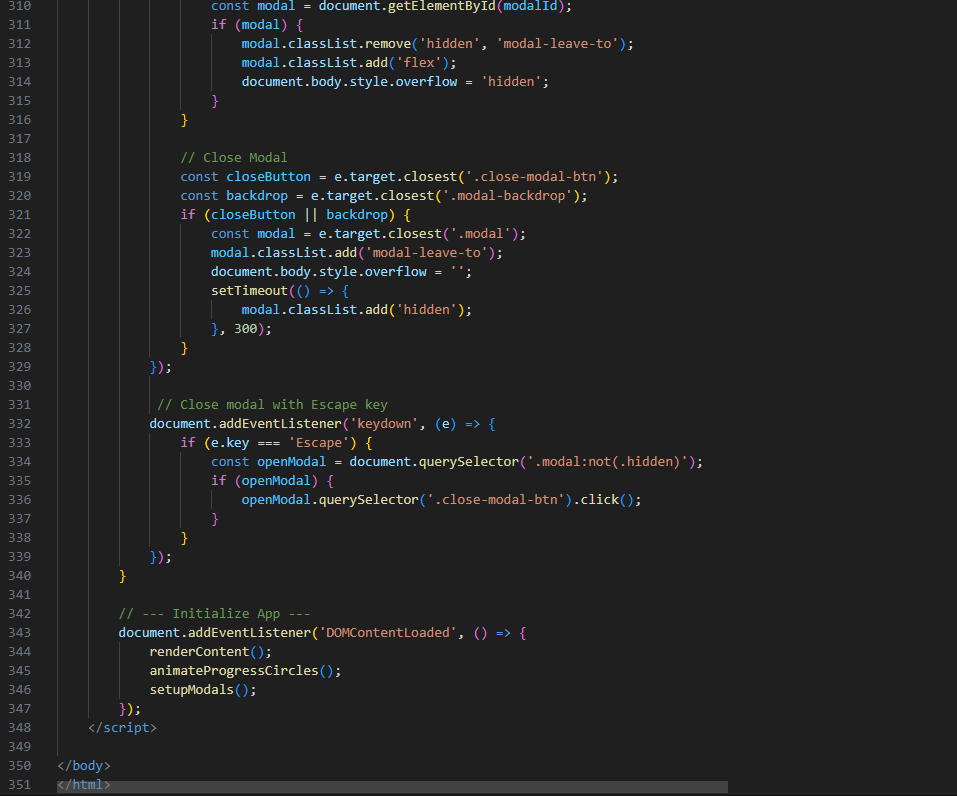 310 const modal = document.getElementById(modalId);
311 if (modal) {
312 modal.classList.remove('hidden', 'modal-leave-to');
313 modal.classList.add('flex');
314 document.body.style.overflow = 'hidden';
315 }
316 }
317
318 // Close Modal
319 const closeButton = e.target.closest('.close-modal-btn');
320 const backdrop = e.target.closest('.modal-backdrop');
321 if (closeButton || backdrop) {
322 const modal = e.target.closest('.modal');
323 modal.classList.add('modal-leave-to');
324 document.body.style.overflow = '';
325 setTimeout(() => {
326 modal.classList.add('hidden');
327 }, 300);
328 }
329 });
330
331 // Close modal with Escape key
332 document.addEventListener('keydown', (e) => {
333 if (e.key === 'Escape') {
334 const openModal = document.querySelector('.modal:not(.hidden)');
335 if (openModal) {
336 openModal.querySelector('.close-modal-btn').click();
337 }
338 }
339 });
340 }
341
342 // --- Initialize App ---
343 document.addEventListener('DOMContentLoaded', () => {
344 renderContent();
345 animateProgressCircles();
346 setupModals();
347 });
348 </script>
349
350 </body>
351 </html>